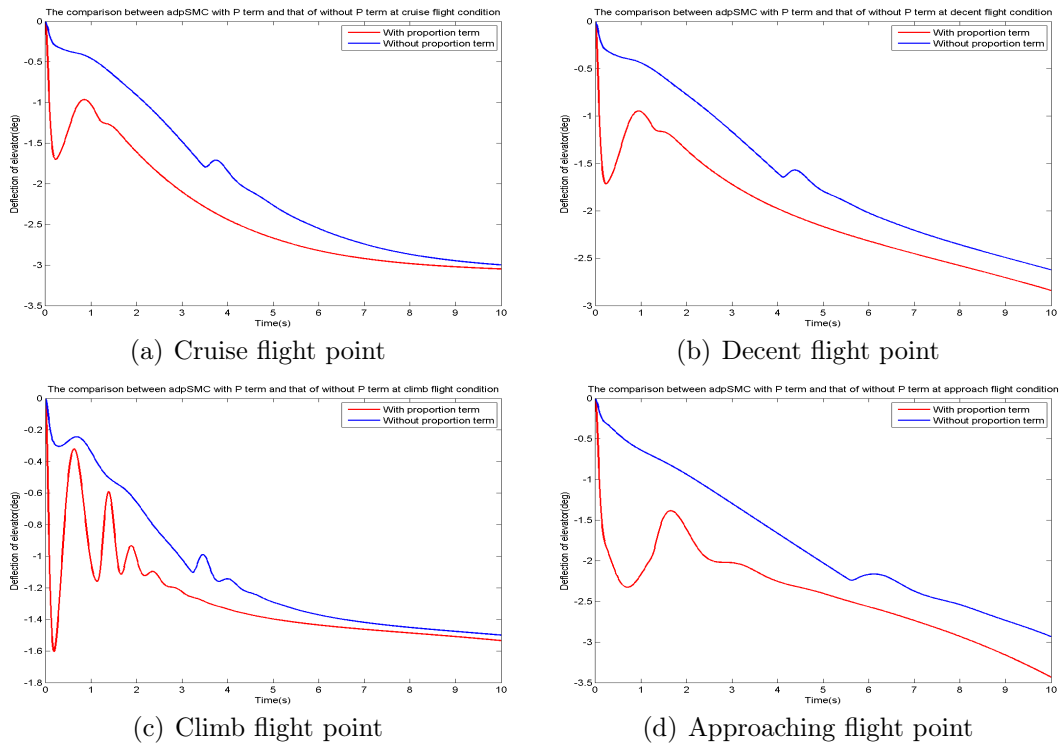 The comparison between adpSMC with P term and that of without P term at cruise flight condition
With proportion term
Without proportion term
0
-0.5
-1
-1.5
-2
-2.5
-3
-3.5
Deflection of elevator(deg)
0 1 2 3 4 5 6 7 8 9 10
Time(s)
(a) Cruise flight point
The comparison between adpSMC with P term and that of without P term at decent flight condition
With proportion term
Without proportion term
0
-0.5
-1
-1.5
-2
-2.5
-3
Deflection of elevator(deg)
0 1 2 3 4 5 6 7 8 9 10
Time(s)
(b) Decent flight point
The comparison between adpSMC with P term and that of without P term at climb flight condition
With proportion term
Without proportion term
0
-0.2
-0.4
-0.6
-0.8
-1
-1.2
-1.4
-1.6
-1.8
Deflection of elevator(deg)
0 1 2 3 4 5 6 7 8 9 10
Time(s)
(c) Climb flight point
The comparison between adpSMC with P term and that of without P term at approach flight condition
With proportion term
Without proportion term
0
-0.5
-1
-1.5
-2
-2.5
-3
-3.5
Deflection of elevator(deg)
0 1 2 3 4 5 6 7 8 9 10
Time(s)
(d) Approaching flight point